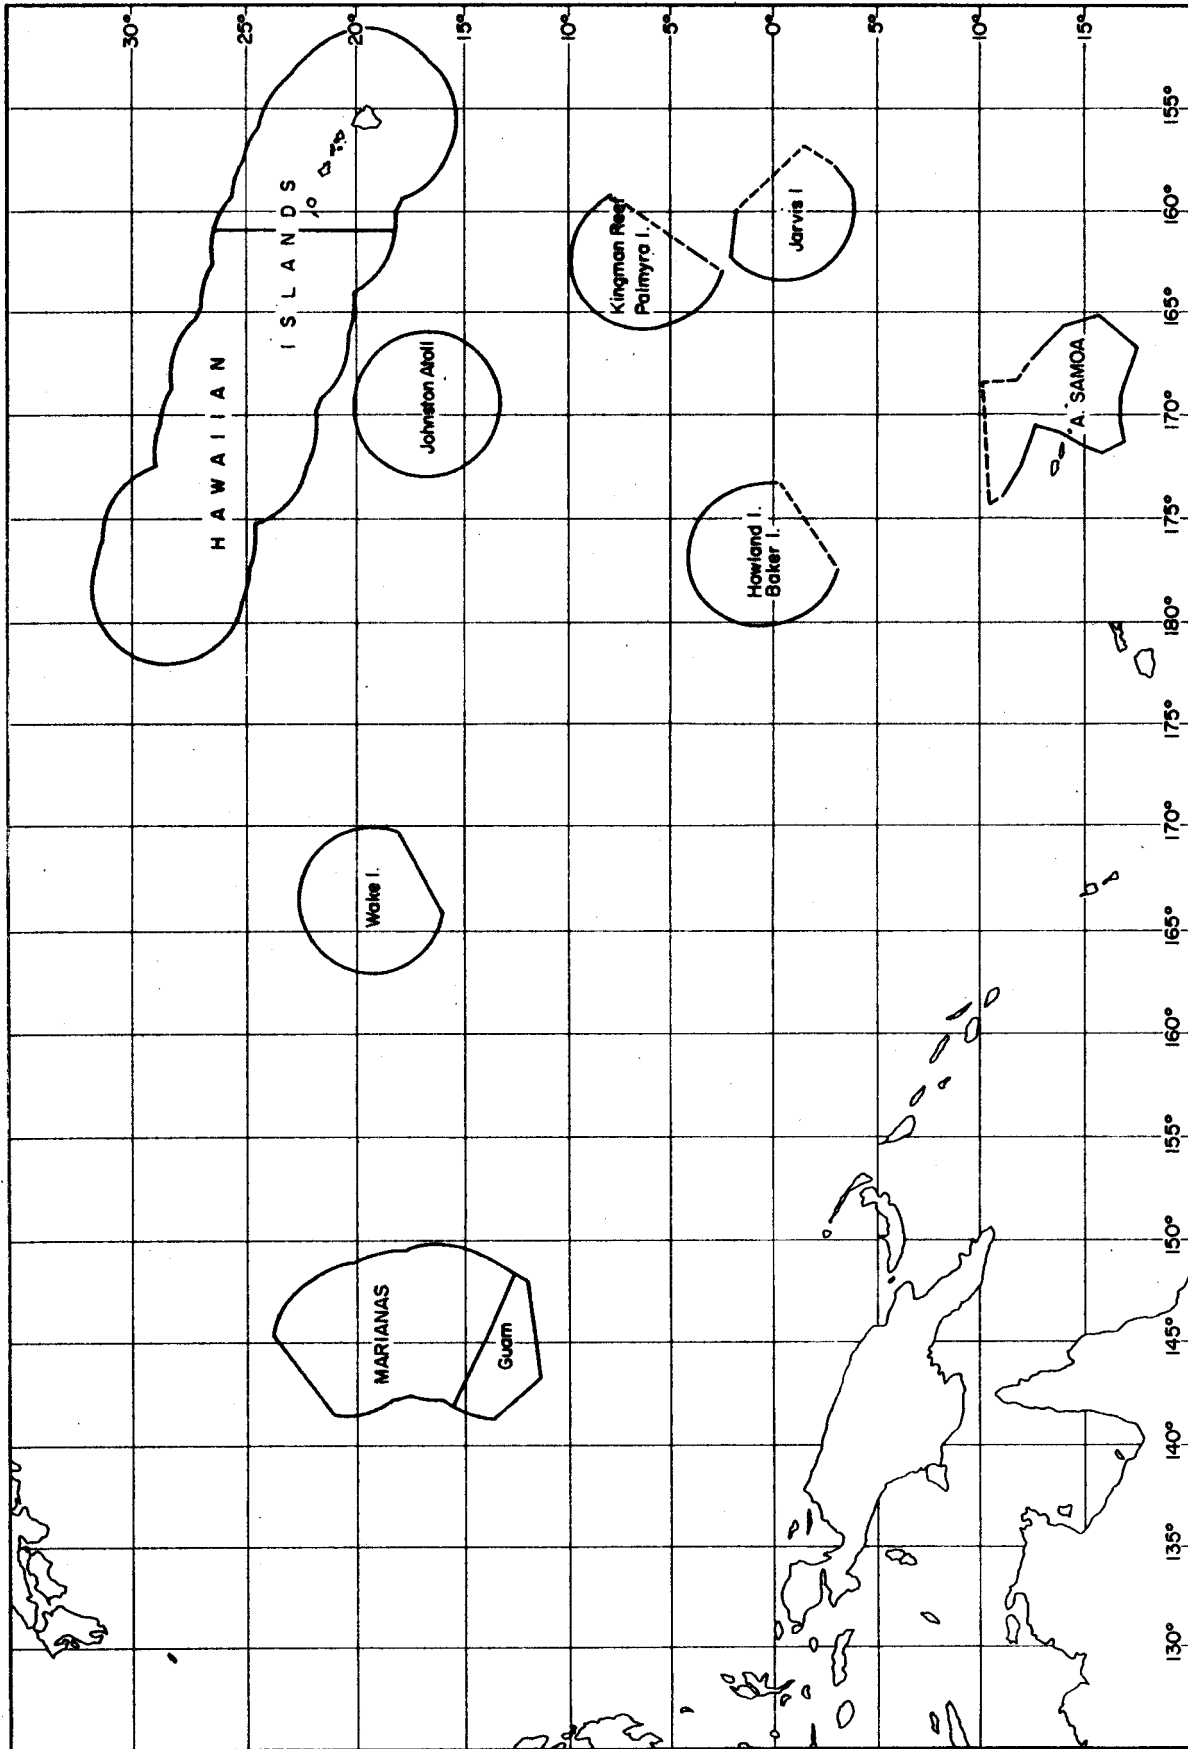 HAWAIIAN
ISLANDS
Johnston Atoll
Kingman Reef
Palmyra I.
Jarvis I
Howland I.
Baker I.
A. SAMOA
Wake I.
MARIANAS
Guam
30°
25°
20°
15°
10°
5°
0°
5°
10°
15°
130°
135°
140°
145°
150°
155°
160°
165°
170°
175°
180°
175°
170°
165°
160°
155°